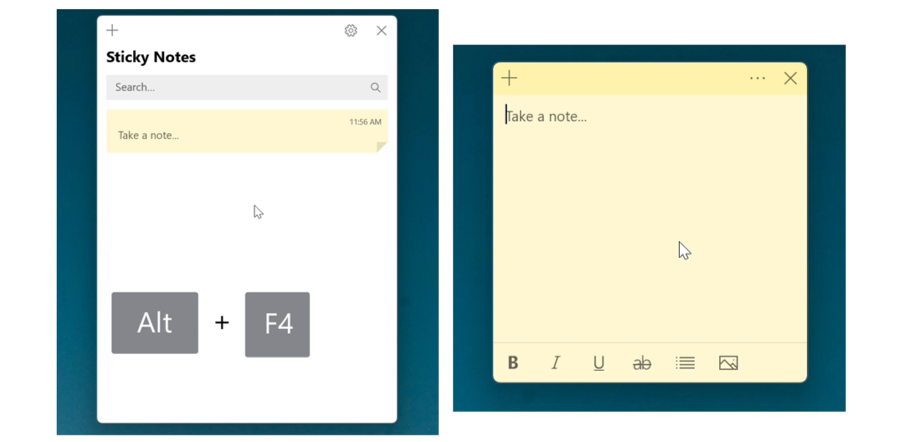 Sticky Notes
Search...
11:56 AM
Take a note...
Alt + F4
Take a note...
B I U ab